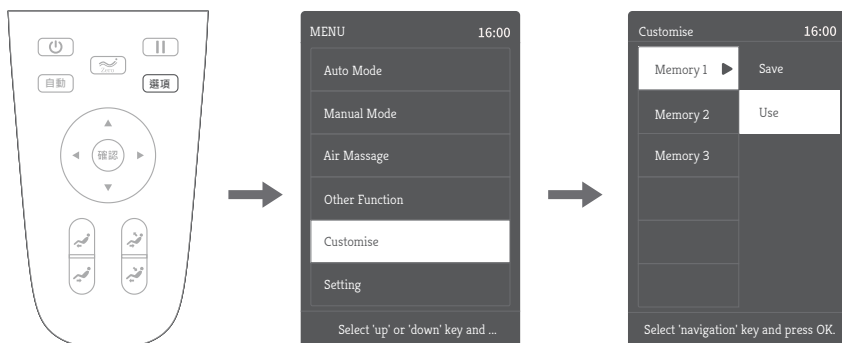 Zero
自動
選項
確認
MENU 16:00
Auto Mode
Manual Mode
Air Massage
Other Function
Customise
Setting
Select 'up' or 'down' key and ...
Customise 16:00
Memory 1 Save
Memory 2 Use
Memory 3
Select 'navigation' key and press OK.